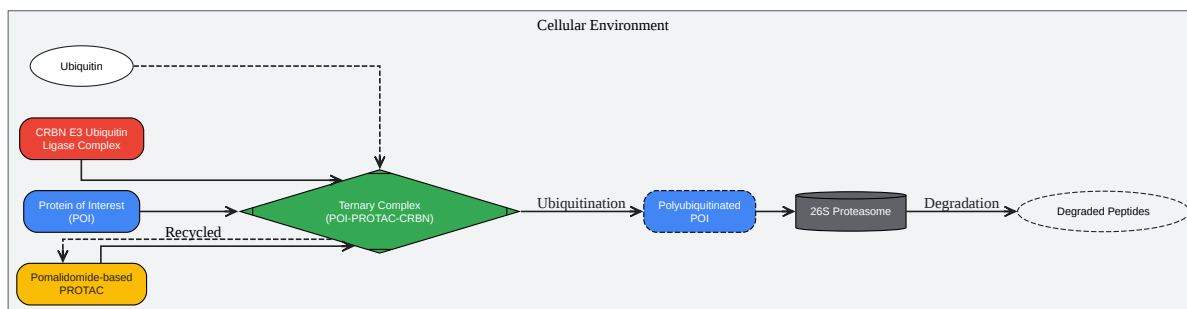 Cellular Environment
Ubiquitin
CRBN E3 Ubiquitin
Ligase Complex
Protein of Interest
(POI)
Recycled
Pomalidomide-based
PROTAC
Ternary Complex
(POI-PROTAC-CRBN)
Ubiquitination
Polyubiquitinated
POI
26S Proteasome
Degradation
Degraded Peptides